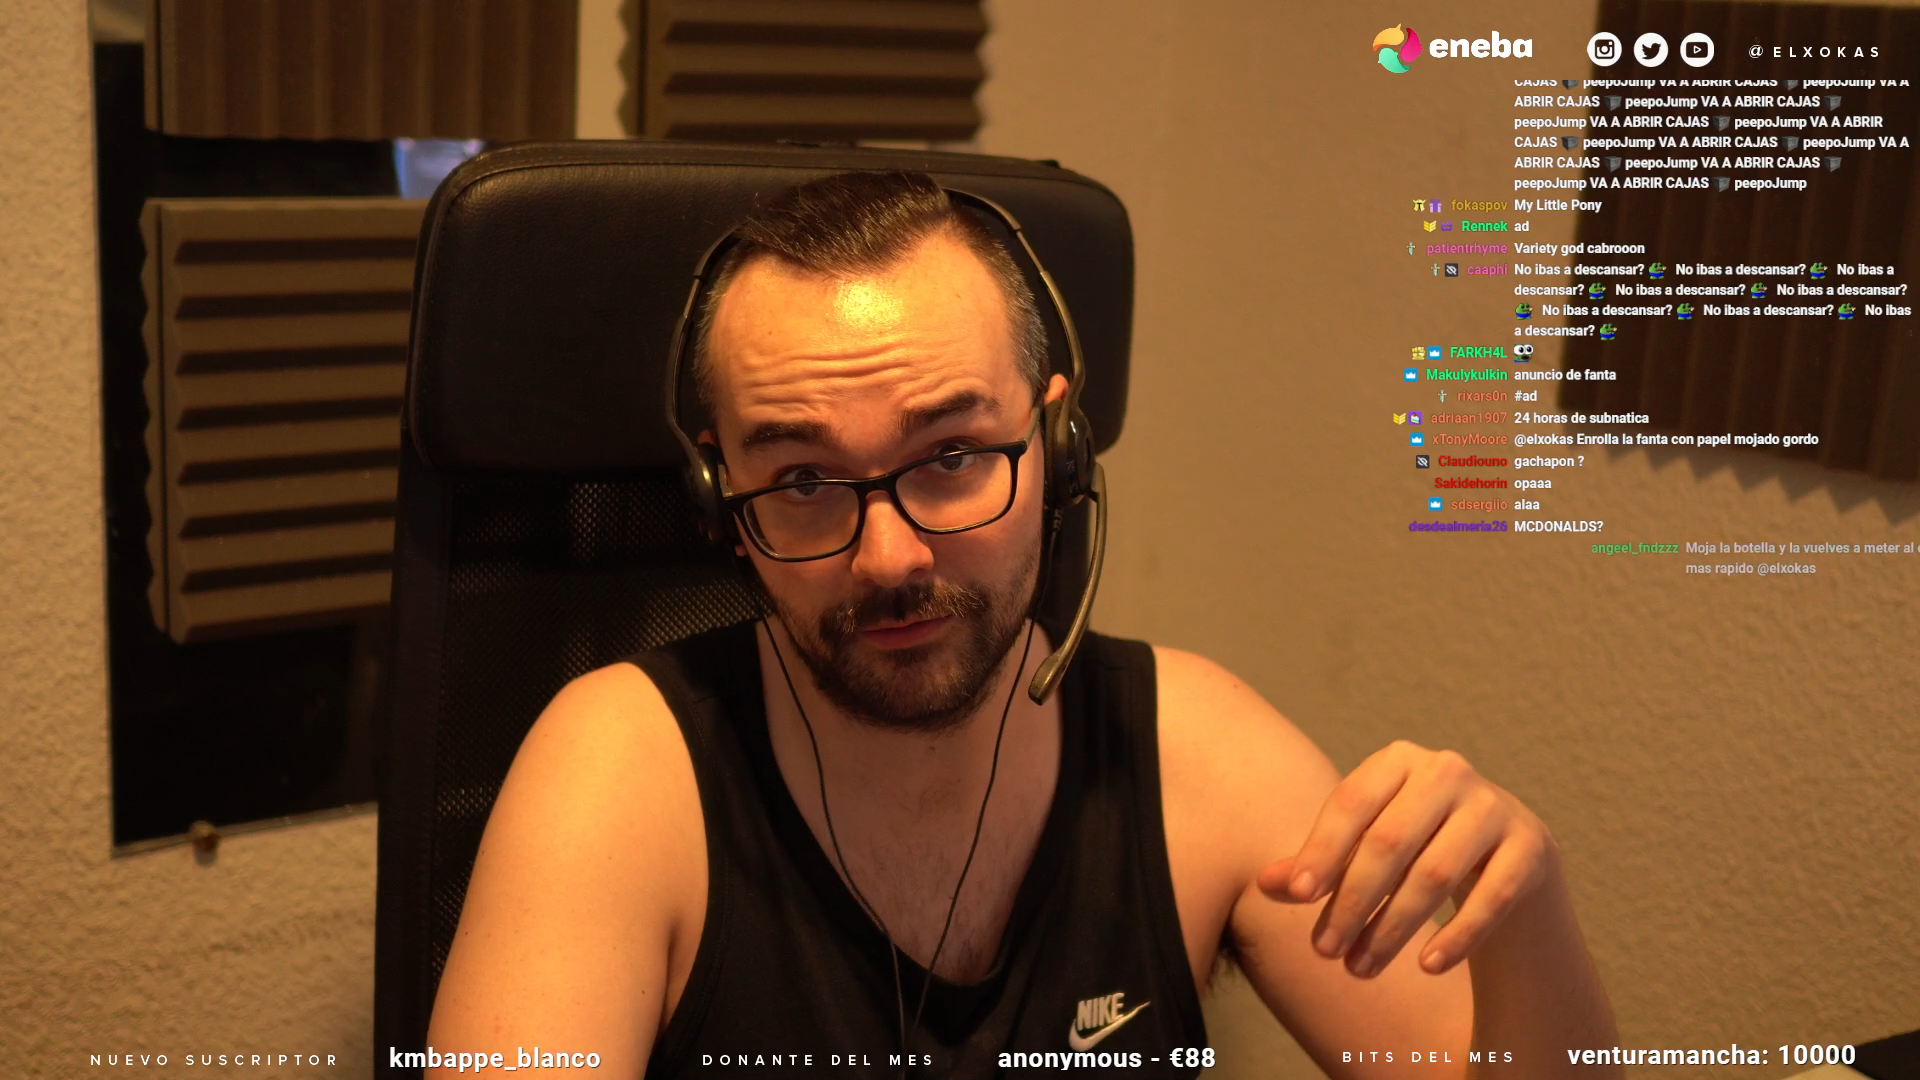 eneba
@ELXOKAS
CAJAS peepoJump VA A ABRIR CAJAS peepoJump VA A
ABRIR CAJAS peepoJump VA A ABRIR CAJAS
peepoJump VA A ABRIR CAJAS peepoJump VA A ABRIR
CAJAS peepoJump VA A ABRIR CAJAS peepoJump VA A
ABRIR CAJAS peepoJump VA A ABRIR CAJAS
peepoJump VA A ABRIR CAJAS peepoJump
fokaspov My Little Pony
Rennek ad
patientrhyme Variety god cabrooon
caaphi No ibas a descansar? No ibas a descansar? No ibas a
descansar? No ibas a descansar? No ibas a descansar?
No ibas a descansar? No ibas a descansar? No ibas
a descansar?
FARKH4L
Makulykulkin anuncio de fanta
rixars0n #ad
adriaan1907 24 horas de subnatica
xTonyMoore @elxokas Enrolla la fanta con papel mojado gordo
Claudiouno gachapon ?
Sakidehorin opaaa
sdsergiio alaa
desdealmeria26 MCDONALDS?
angeel_fndzzz Moja la botella y la vuelves a meter al
mas rapido @elxokas
NIKE
NUEVO SUSCRIPTOR kmbappe_blanco DONANTE DEL MES anonymous - €88 BITS DEL MES venturamancha: 10000